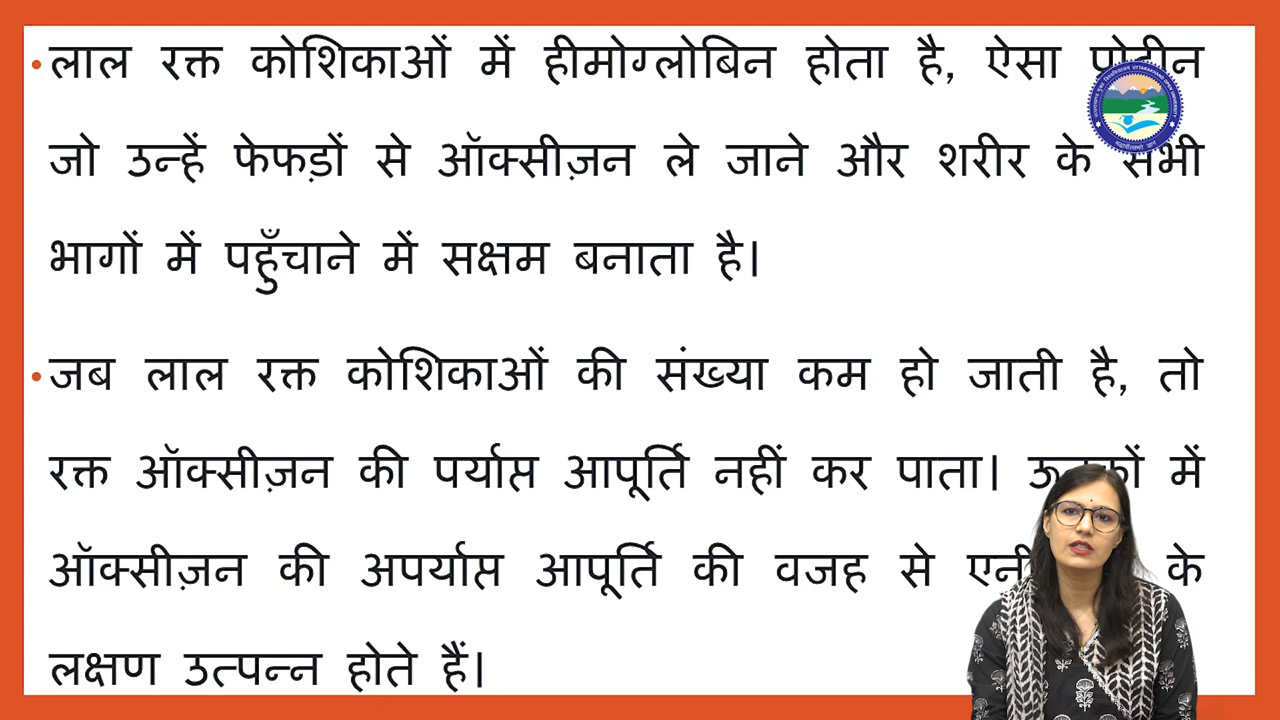 •लाल रक्त कोशिकाओं में हीमोग्लोबिन होता है, ऐसा
जो उन्हें फेफड़ों से ऑक्सीज़न ले जाने और शरीर के सभी
भागों में पहुँचाने में सक्षम बनाता है।
•जब लाल रक्त कोशिकाओं की संख्या कम हो जाती है, तो
रक्त ऑक्सीज़न की पर्याप्त आपूर्ति नहीं कर पाता। में
ऑक्सीज़न की अपर्याप्त आपूर्ति की वजह से के
लक्षण उत्पन्न होते हैं।